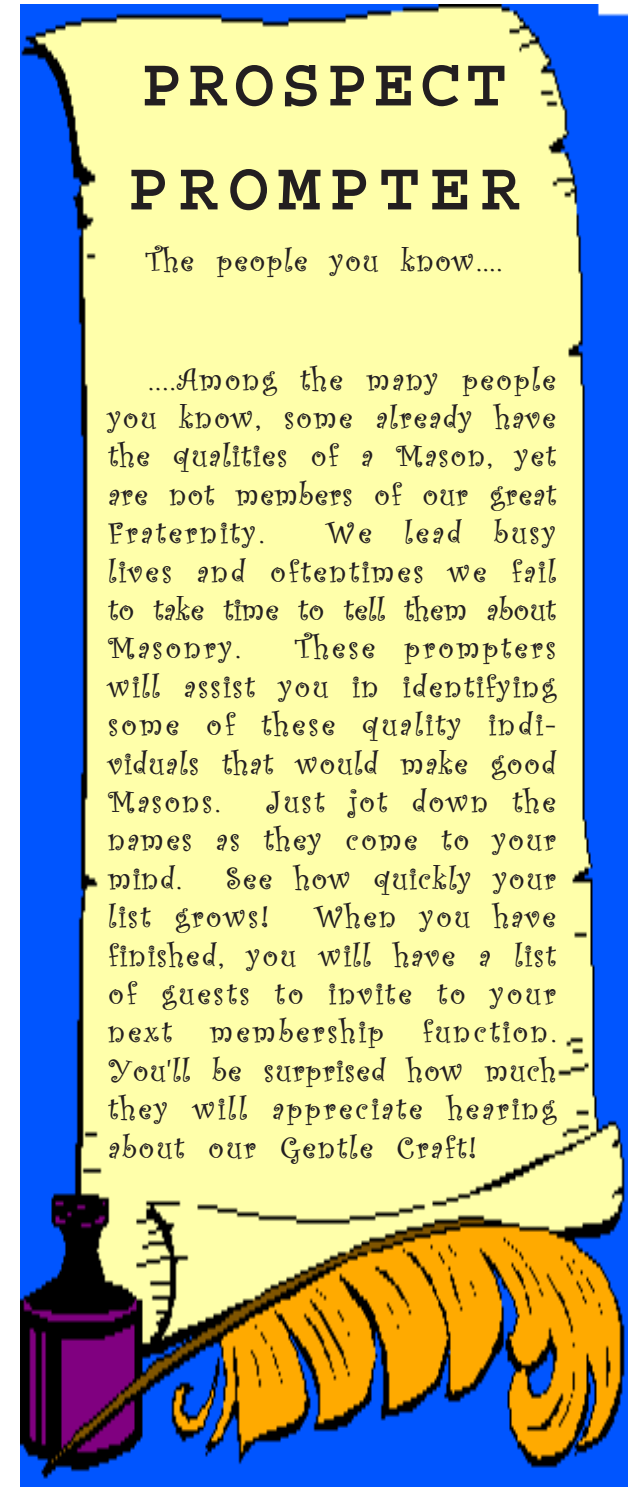 PROSPECT
PROMPTER
The people you know....
....Among the many people
you know, some already have
the qualities of a Mason, yet
are not members of our great
Fraternity. We lead busy
lives and oftentimes we fail
to take time to tell them about
Masonry. These prompters
will assist you in identifying
some of these quality indi-
viduals that would make good
Masons. Just jot down the
names as they come to your
mind. See how quickly your
list grows! When you have
finished, you will have a list
of guests to invite to your
next membership function.
You'll be surprised how much
they will appreciate hearing
about our Gentle Craft!